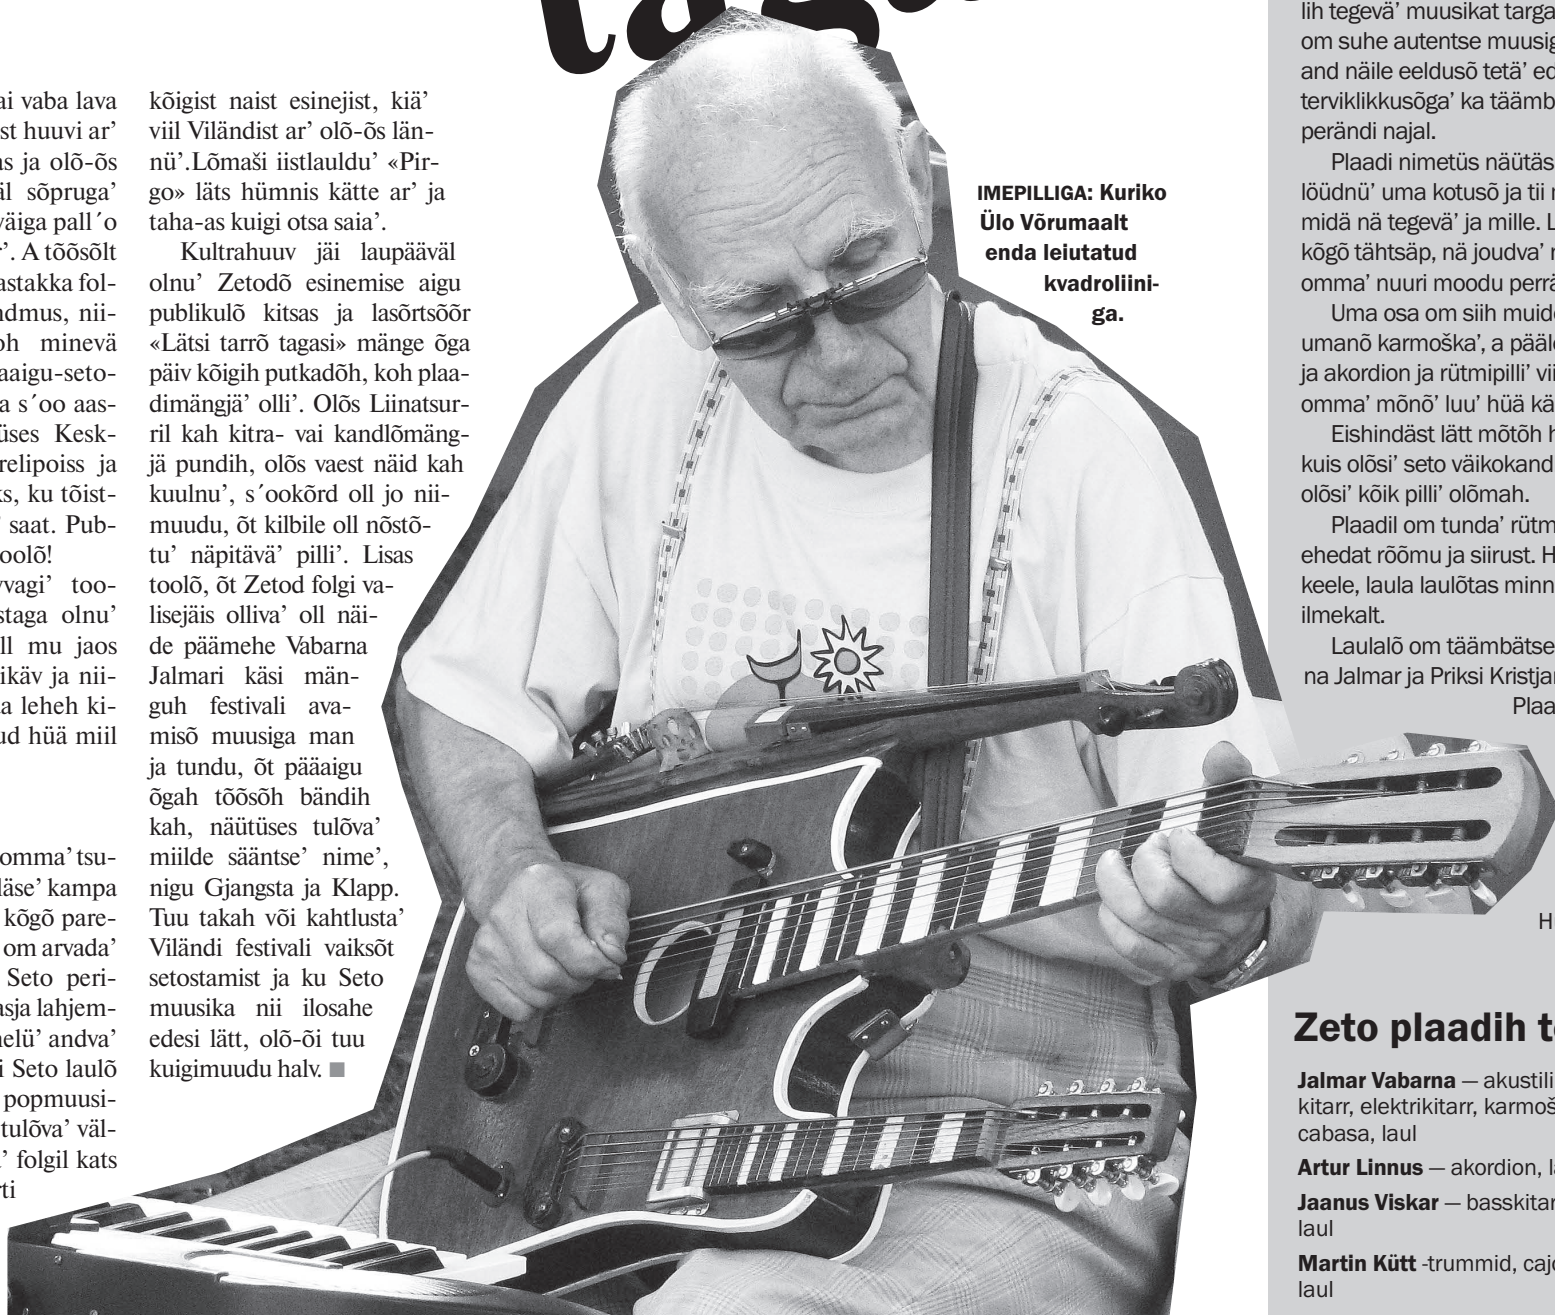 taga
ai vaba lava
st huuvi ar’
as ja olõ-õs
äl sõpruga’
väiga pall´o
r’. A tõõsõlt
astakka fol-
ndmus, nii-
oh minevä
aaigu-seto-
a s´oo aas-
üses Kesk-
relipoiss ja
ks, ku tõist-
’ saat. Pub-
oolõ!
vvagi’ too-
staga olnu’
ll mu jaos
ikäv ja nii-
a leheh ki-
ud hüä miil
omma’ tsu-
läse’ kampa
kõgõ pare-
om arvada’
Seto peri-
asja lahjem-
nelü’ andva’
i Seto laulõ
popmuusi-
tulõva’ väl-
’ folgil kats
rti
kõigist naist esinejist, kiä’
viil Viländist ar’ olõ-õs län-
nü’.Lõmaši iistlauldu’ «Pir-
go» läts hümnis kätte ar’ ja
taha-as kuigi otsa saia’.
Kultrahuuv jäi laupääväl
olnu’ Zetodõ esinemise aigu
publikulõ kitsas ja lasõrtsõõr
«Lätsi tarrõ tagasi» mänge õga
päiv kõigih putkadõh, koh plaa-
dimängjä’ olli’. Olõs Liinatsur-
ril kah kitra- vai kandlõmäng-
jä pundih, olõs vaest näid kah
kuulnu’, s´ookõrd oll jo nii-
muudu, õt kilbile oll nõstõ-
tu’ näpitävä’ pilli’. Lisas
toolõ, õt Zetod folgi va-
lisejäis olliva’ oll näi-
de päämehe Vabarna
Jalmari käsi män-
guh festivali ava-
misõ muusiga man
ja tundu, õt pääaigu
õgah tõõsõh bändih
kah, näütüses tulõva’
miilde sääntse’ nime’,
nigu Gjangsta ja Klapp.
Tuu takah või kahtlusta’
Viländi festivali vaiksõt
setostamist ja ku Seto
muusika nii ilosahe
edesi lätt, olõ-õi tuu
kuigimuudu halv.
IMEPILLIGA: Kuriko
Ülo Võrumaalt
enda leiutatud
kvadroliini-
ga.
lih tegevä’ muusikat targa
om suhe autentse muusig
and näile eeldusõ tetä’ ed
terviklikkusõga’ ka täämb
perändi najal.
Plaadi nimetüs näütäs
löüdnü’ uma kotusõ ja tii n
midä nä tegevä’ ja mille. L
kõgõ tähtsäp, nä joudva’ n
omma’ nuuri moodu perrä
Uma osa om siih muido
umanõ karmoška’, a pääle
ja akordion ja rütmipilli’ vii
omma’ mõnõ’ luu’ hüä kä
Eishindäst lätt mõtõh h
kuis olõsi’ seto väikokand
olõsi’ kõik pilli’ olõmah.
Plaadil om tunda’ rütm
ehedat rõõmu ja siirust. H
keele, laula laulõtas minn
ilmekalt.
Laulalõ om täämbätse
na Jalmar ja Priksi Kristjan
Plaa
H
Zeto plaadih t
Jalmar Vabarna — akustili
kitarr, elektrikitarr, karmoš
cabasa, laul
Artur Linnus — akordion, la
Jaanus Viskar — basskitar
laul
Martin Kütt -trummid, cajo
laul